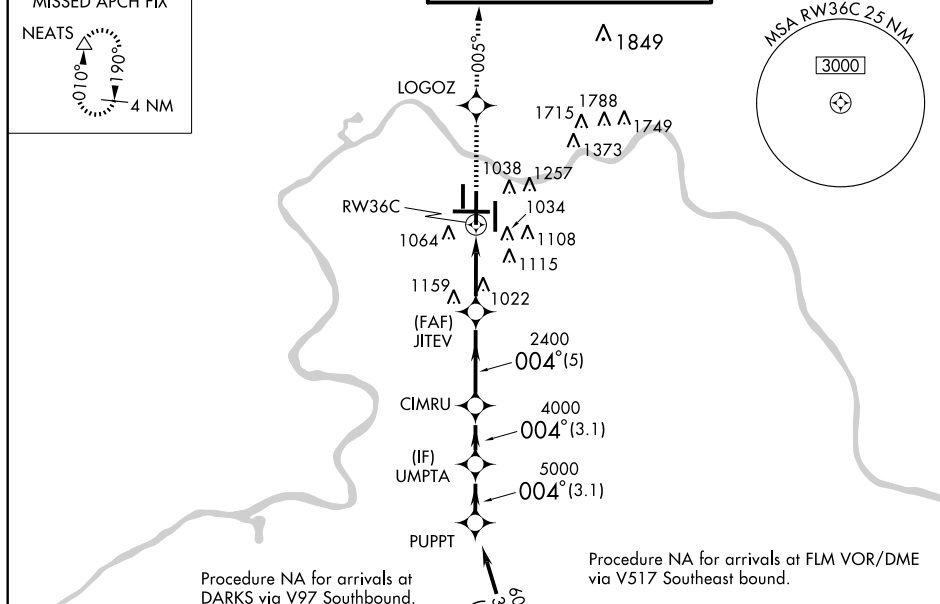 MISSED APCH FIX
NEATS
010°
190°
4 NM
005°
1849
MSA RW36C 25 NM
3000
LOGOZ
1715
1788
1749
1373
1038
1257
RW36C
1034
1064
1108
1115
1159
1022
(FAF)
JITEV
2400
004°(5)
CIMRU
4000
004°(3.1)
(IF)
UMPTA
5000
004°(3.1)
PUPPT
Procedure NA for arrivals at
DARKS via V97 Southbound.
Procedure NA for arrivals at FLM VOR/DME
via V517 Southeast bound.